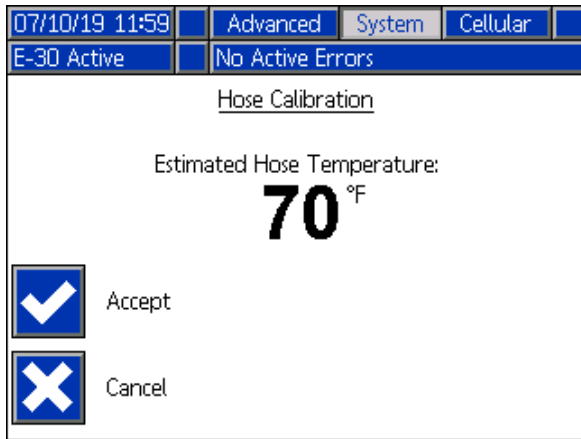 07/10/19 11:59 Advanced System Cellular
E-30 Active No Active Errors
Hose Calibration
Estimated Hose Temperature:
70 °F
Accept
Cancel